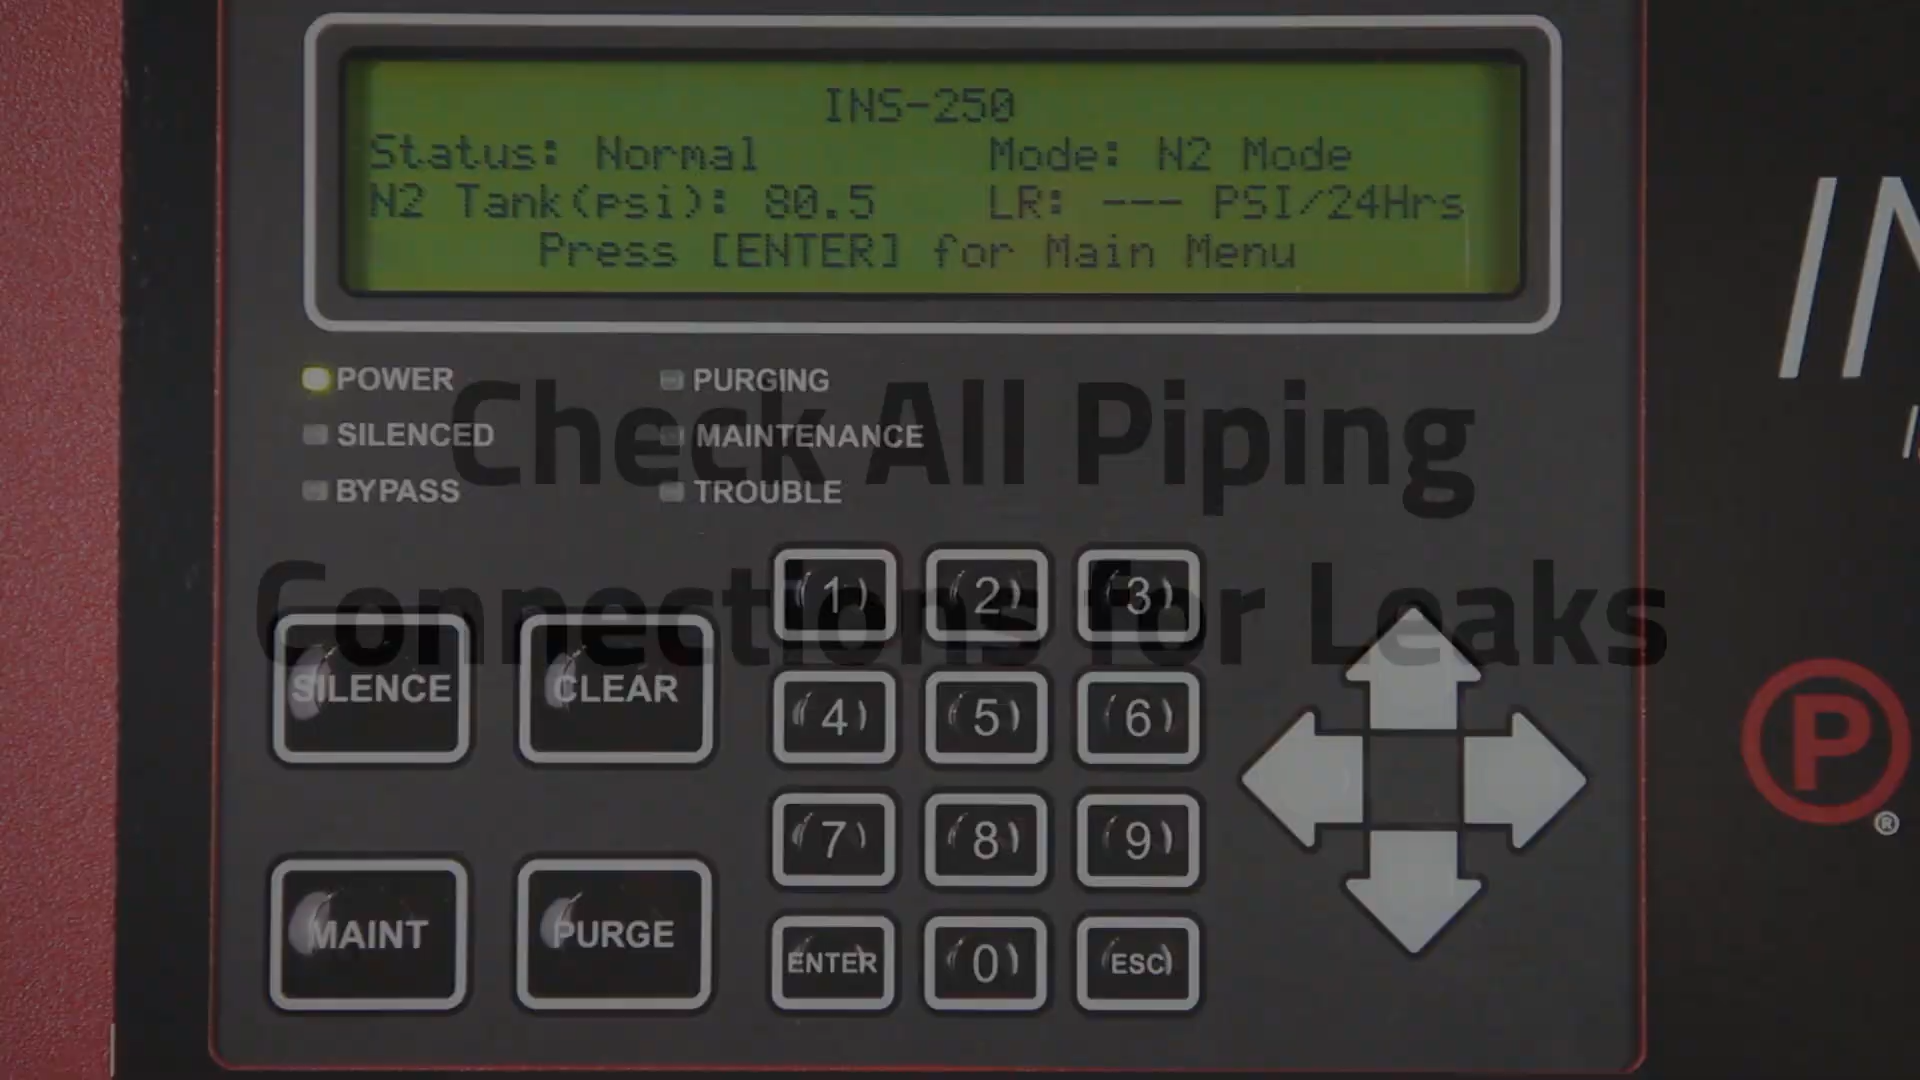 INS-250
Status: Normal Mode: N2 Mode
N2 Tank(psi): 80.5 LR: --- PSI/24Hrs
Press [ENTER] for Main Menu
POWER PURGING
SILENCED MAINTENANCE
BYPASS TROUBLE
Check All Piping
Connections for Leaks
1 2 3
SILENCE CLEAR
4 5 6
7 8 9
MAINT PURGE
ENTER 0 ESC
P
®